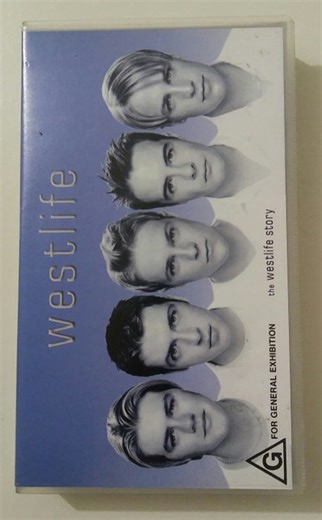 westlife
the westlife story
G
FOR GENERAL EXHIBITION